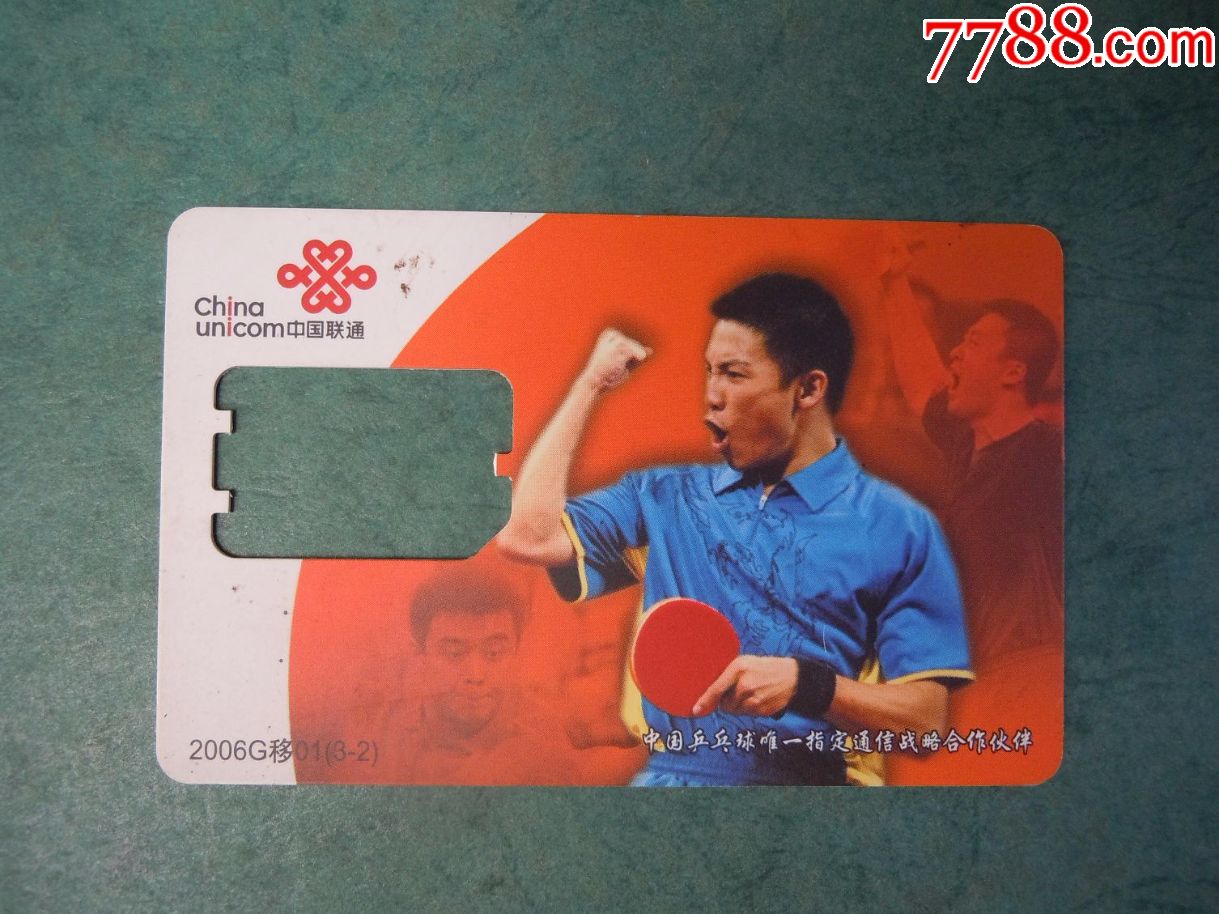 7788.com
China
unicom中国联通
中国乒乓球唯一指定通信战略合作伙伴
2006G移01(3-2)